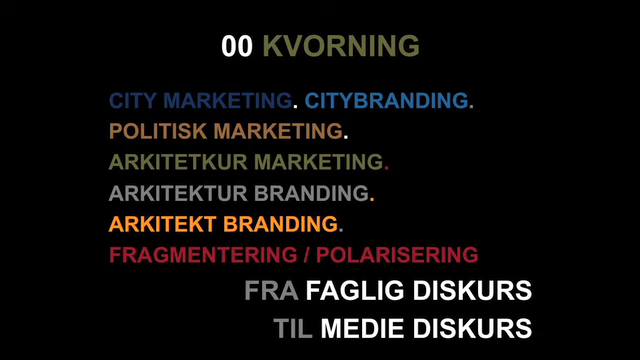 00 KVORNING
CITY MARKETING. CITYBRANDING.
POLITISK MARKETING.
ARKITETKUR MARKETING.
ARKITEKTUR BRANDING.
ARKITEKT BRANDING.
FRAGMENTERING / POLARISERING
FRA FAGLIG DISKURS
TIL MEDIE DISKURS